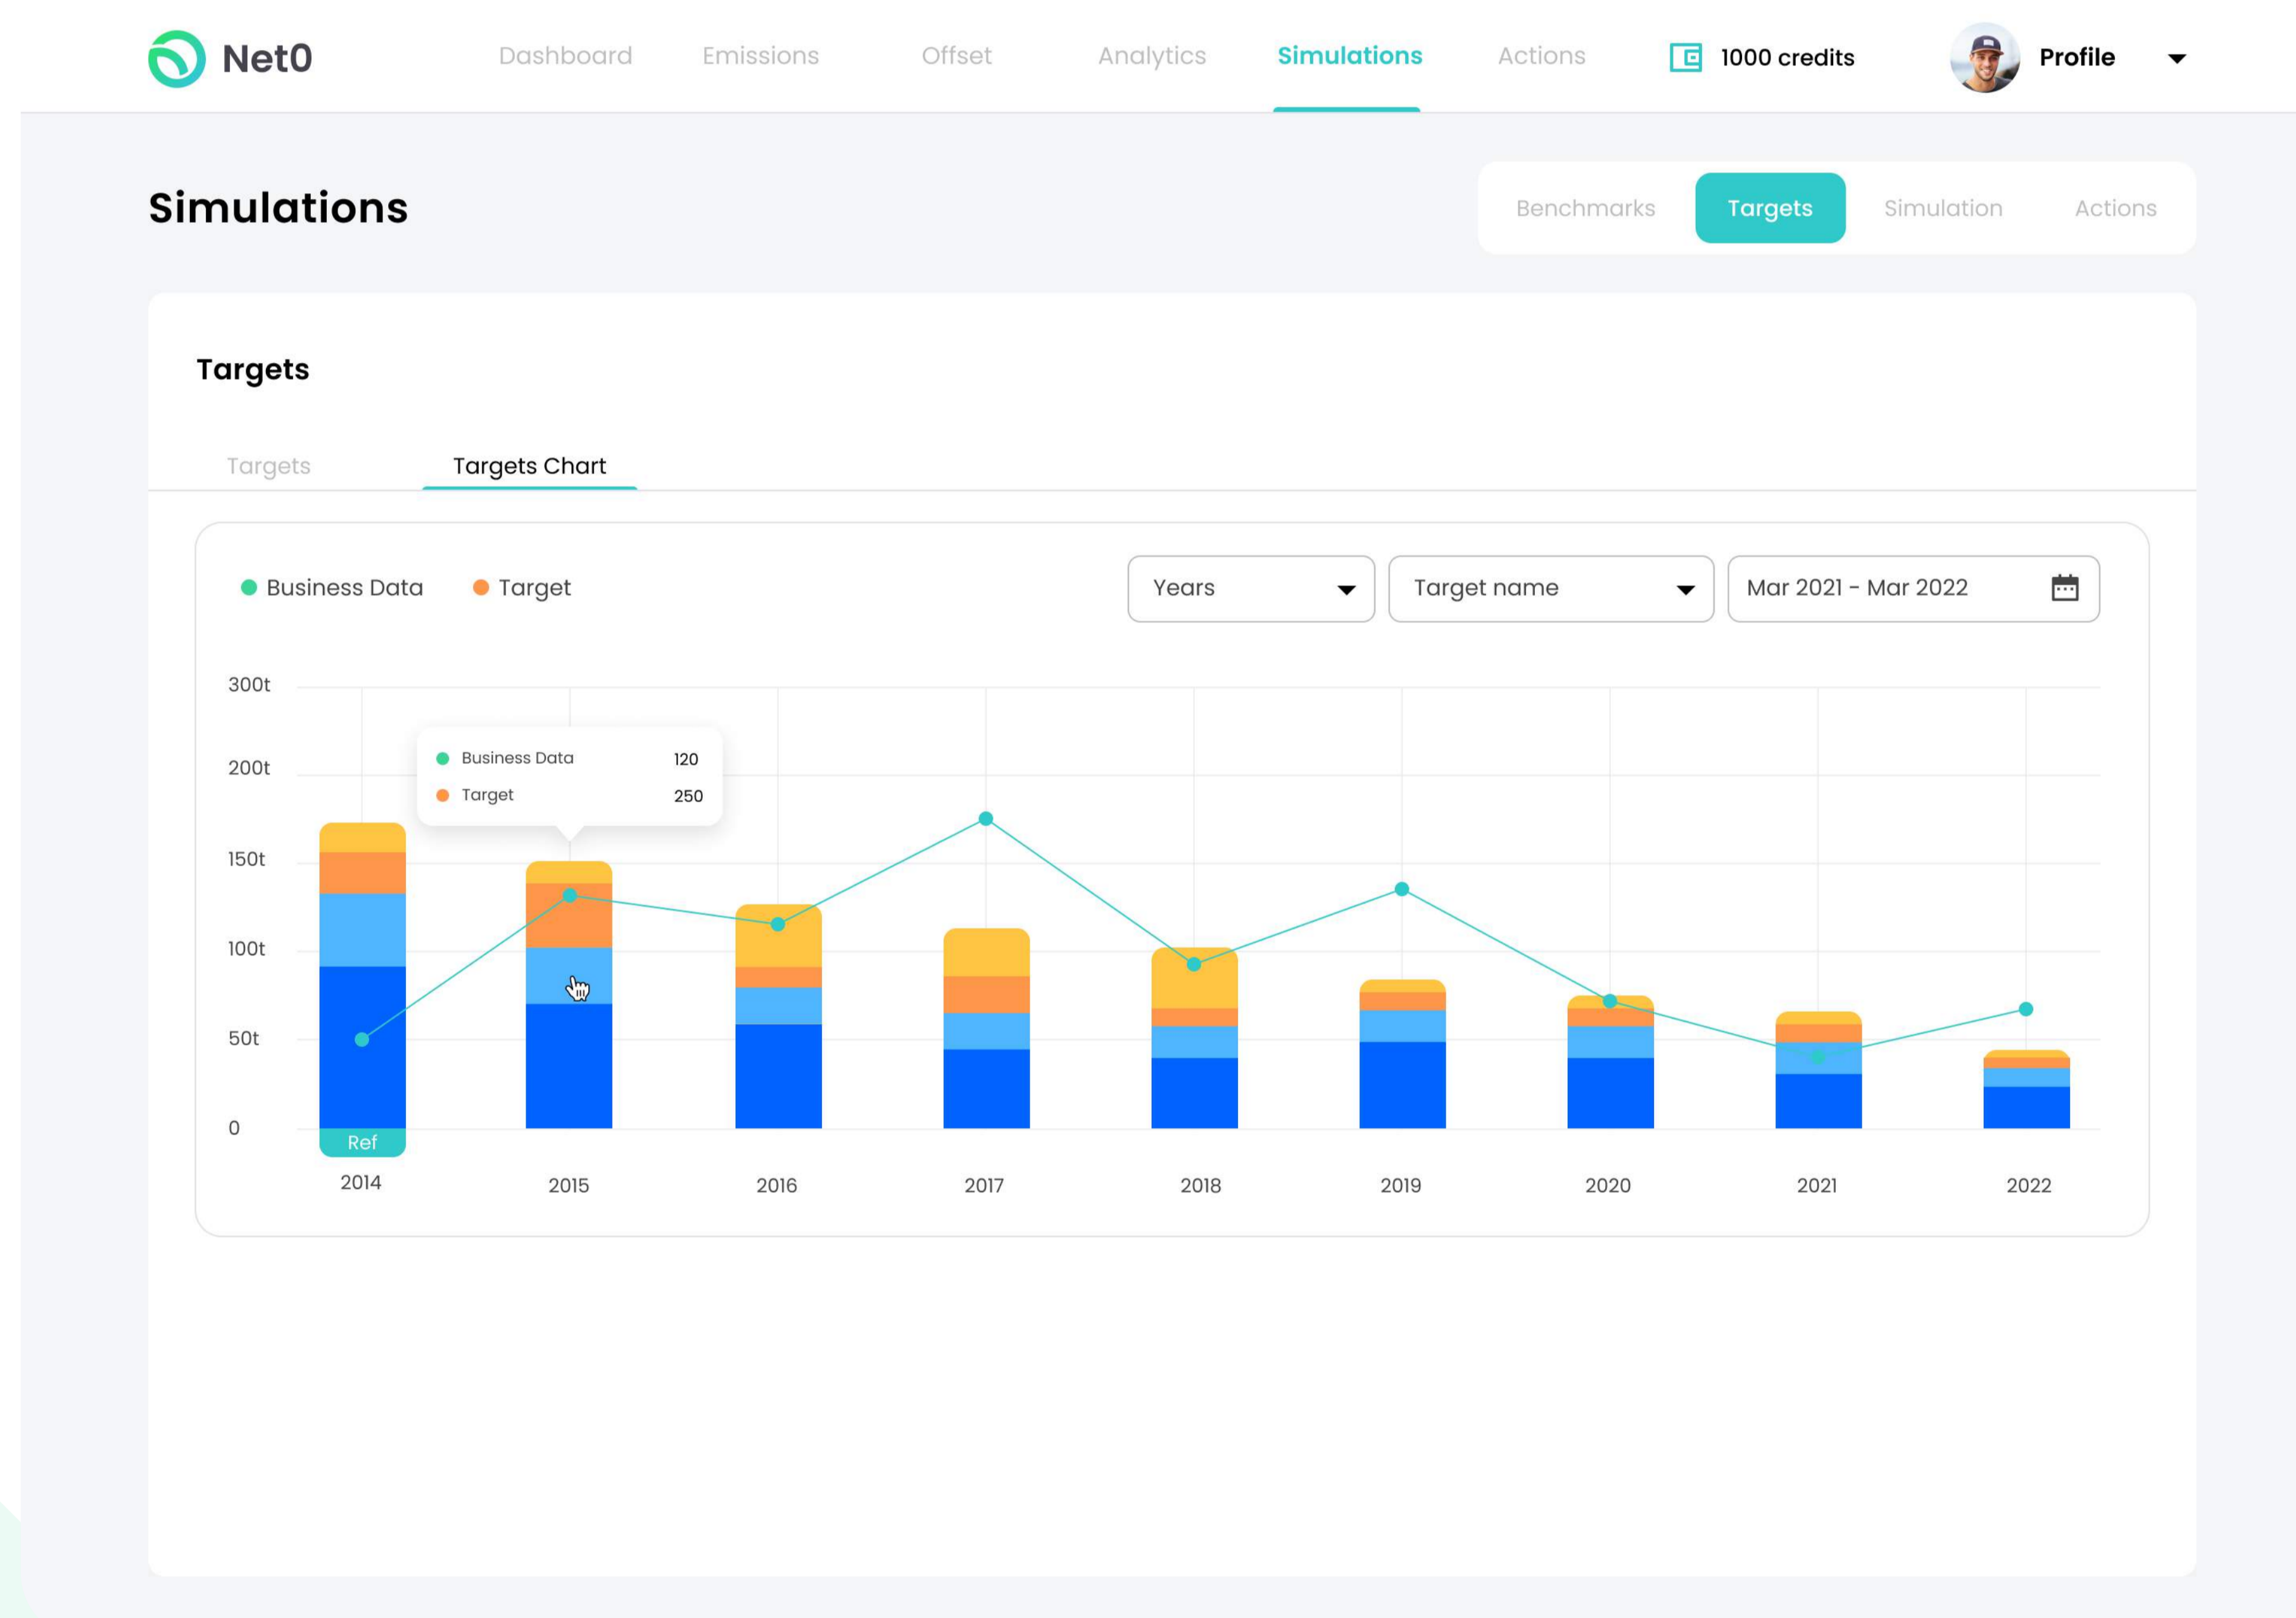 Net0 Dashboard Emissions Offset Analytics Simulations Actions 1000 credits Profile
Simulations Benchmarks Targets Simulation Actions
Targets
Targets Targets Chart
Business Data Target Years Target name Mar 2021 - Mar 2022
300t
Business Data 120
200t
Target 250
150t
100t
50t
0
Ref
2014 2015 2016 2017 2018 2019 2020 2021 2022